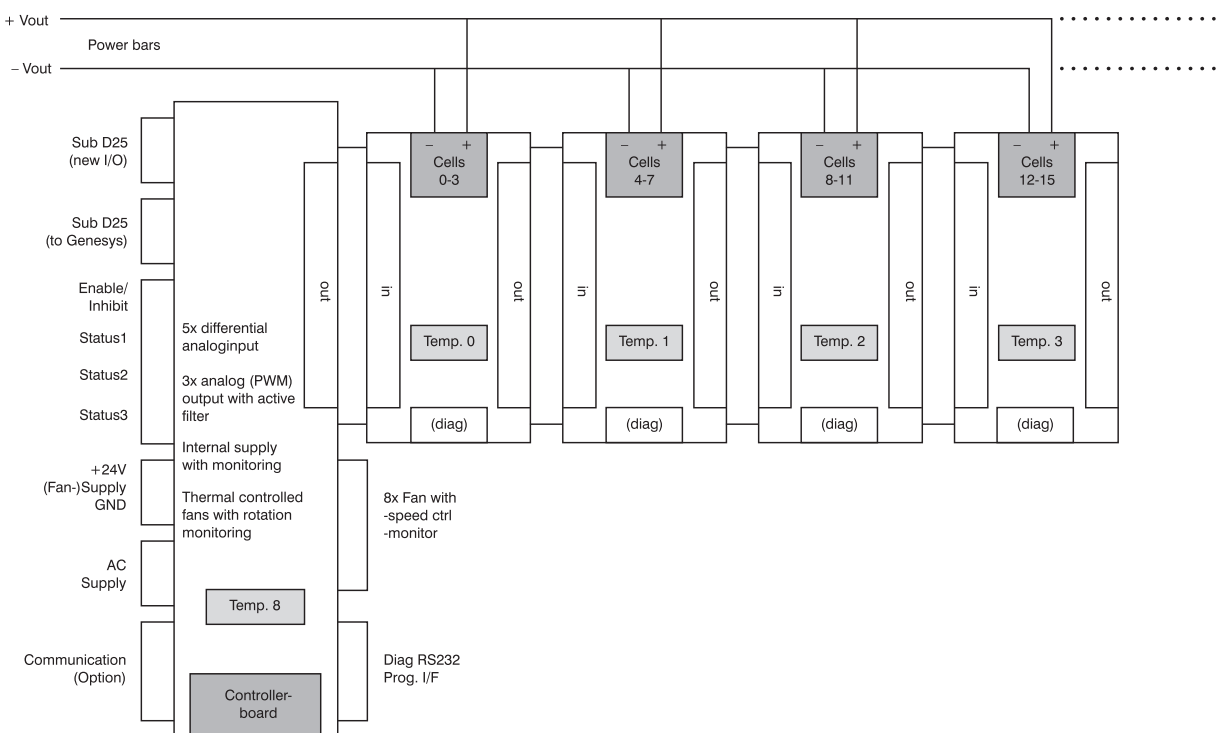 + Vout
Power bars
– Vout
Sub D25
(new I/O)
Sub D25
(to Genesys)
Enable/
Inhibit
Status1
Status2
Status3
+24V
(Fan-)Supply
GND
AC
Supply
Communication
(Option)
5x differential
analoginput
3x analog (PWM)
output with active
filter
Internal supply
with monitoring
Thermal controlled
fans with rotation
monitoring
Temp. 8
Controller-
board
out
8x Fan with
-speed ctrl
-monitor
Diag RS232
Prog. I/F
in
– +
Cells
0-3
Temp. 0
(diag)
out
in
– +
Cells
4-7
Temp. 1
(diag)
out
in
– +
Cells
8-11
Temp. 2
(diag)
out
in
– +
Cells
12-15
Temp. 3
(diag)
out